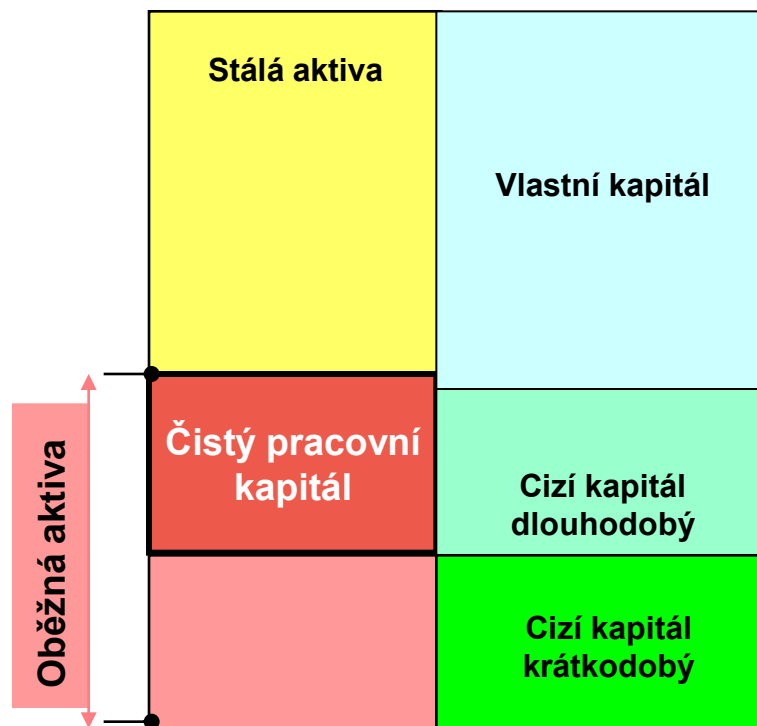 Stálá aktiva
Vlastní kapitál
Čistý pracovní
kapitál
Oběžná aktiva
Cizí kapitál
dlouhodobý
Cizí kapitál
krátkodobý